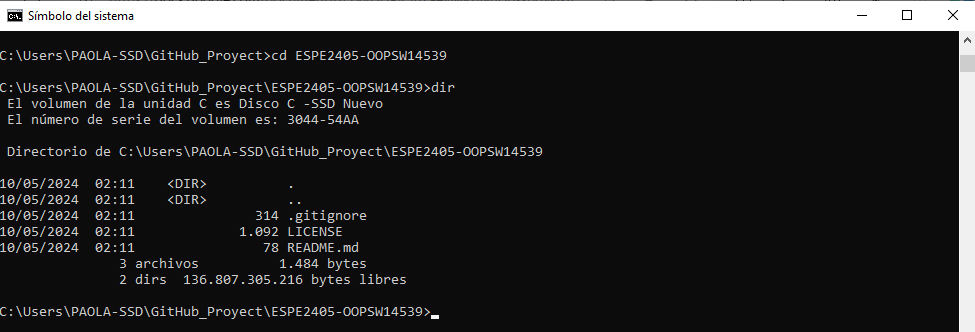 Símbolo del sistema
C:\Users\PAOLA-SSD\GitHub_Proyect>cd ESPE2405-OOPSW14539
C:\Users\PAOLA-SSD\GitHub_Proyect\ESPE2405-OOPSW14539>dir
 El volumen de la unidad C es Disco C -SSD Nuevo
 El número de serie del volumen es: 3044-54AA
 Directorio de C:\Users\PAOLA-SSD\GitHub_Proyect\ESPE2405-OOPSW14539
10/05/2024  02:11    <DIR>          .
10/05/2024  02:11    <DIR>          ..
10/05/2024  02:11               314 .gitignore
10/05/2024  02:11             1.092 LICENSE
10/05/2024  02:11                78 README.md
               3 archivos          1.484 bytes
               2 dirs  136.807.305.216 bytes libres
C:\Users\PAOLA-SSD\GitHub_Proyect\ESPE2405-OOPSW14539>